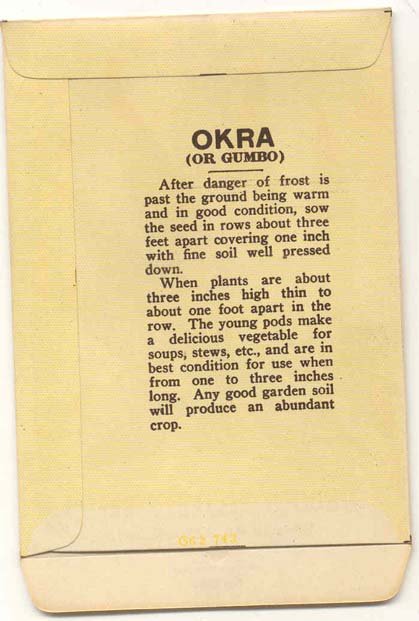 OKRA
(OR GUMBO)
After danger of frost is
past the ground being warm
and in good condition, sow
the seed in rows about three
feet apart covering one inch
with fine soil well pressed
down.
When plants are about
three inches high thin to
about one foot apart in the
row. The young pods make
a delicious vegetable for
soups, stews, etc., and are in
best condition for use when
from one to three inches
long. Any good garden soil
will produce an abundant
crop.